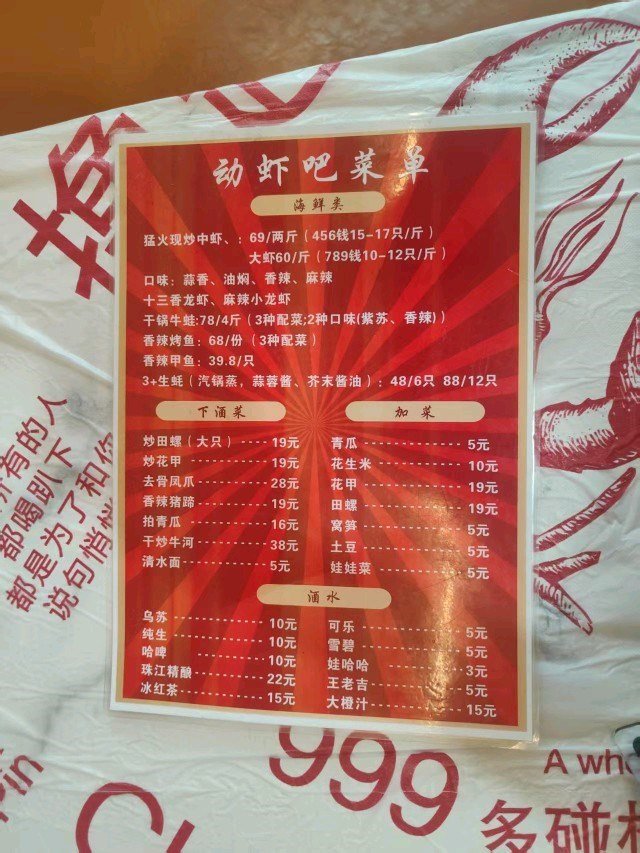 动虾吧菜单
海鲜类
猛火现炒中虾、：69/两斤（456钱15-17只/斤）
大虾60/斤（789钱10-12只/斤）
口味：蒜香、油焖、香辣、麻辣
十三香龙虾、麻辣小龙虾
干锅牛蛙:78/4斤（3种配菜;2种口味(紫苏、香辣)）
香辣烤鱼：68/份（3种配菜）
香辣甲鱼：39.8/只
3+生蚝（汽锅蒸，蒜蓉酱、芥末酱油）：48/6只 88/12只
下酒菜
炒田螺（大只）-----19元
炒花甲-----------19元
去骨凤爪---------28元
香辣猪蹄---------19元
拍青瓜-----------16元
干炒牛河---------38元
清水面-----------5元
加菜
青瓜-------------5元
花生米-----------10元
花甲-------------19元
田螺-------------19元
窝笋-------------5元
土豆-------------5元
娃娃菜-----------5元
酒水
乌苏-------------10元
纯生-------------10元
哈啤-------------10元
珠江精酿---------22元
冰红茶-----------15元
可乐-------------5元
雪碧-------------5元
娃哈哈-----------3元
王老吉-----------5元
大橙汁-----------15元
所有的人
都喝趴下
都是为了和你
说句悄悄
999
A who
多碰杯